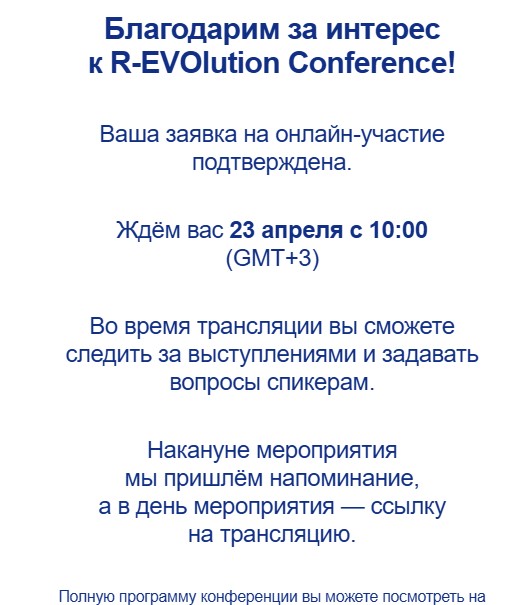 Благодарим за интерес
к R-EVOlution Conference!
Ваша заявка на онлайн-участие
подтверждена.
Ждём вас 23 апреля с 10:00
(GMT+3)
Во время трансляции вы сможете
следить за выступлениями и задавать
вопросы спикерам.
Накануне мероприятия
мы пришлём напоминание,
а в день мероприятия — ссылку
на трансляцию.
Полную программу конференции вы можете посмотреть на